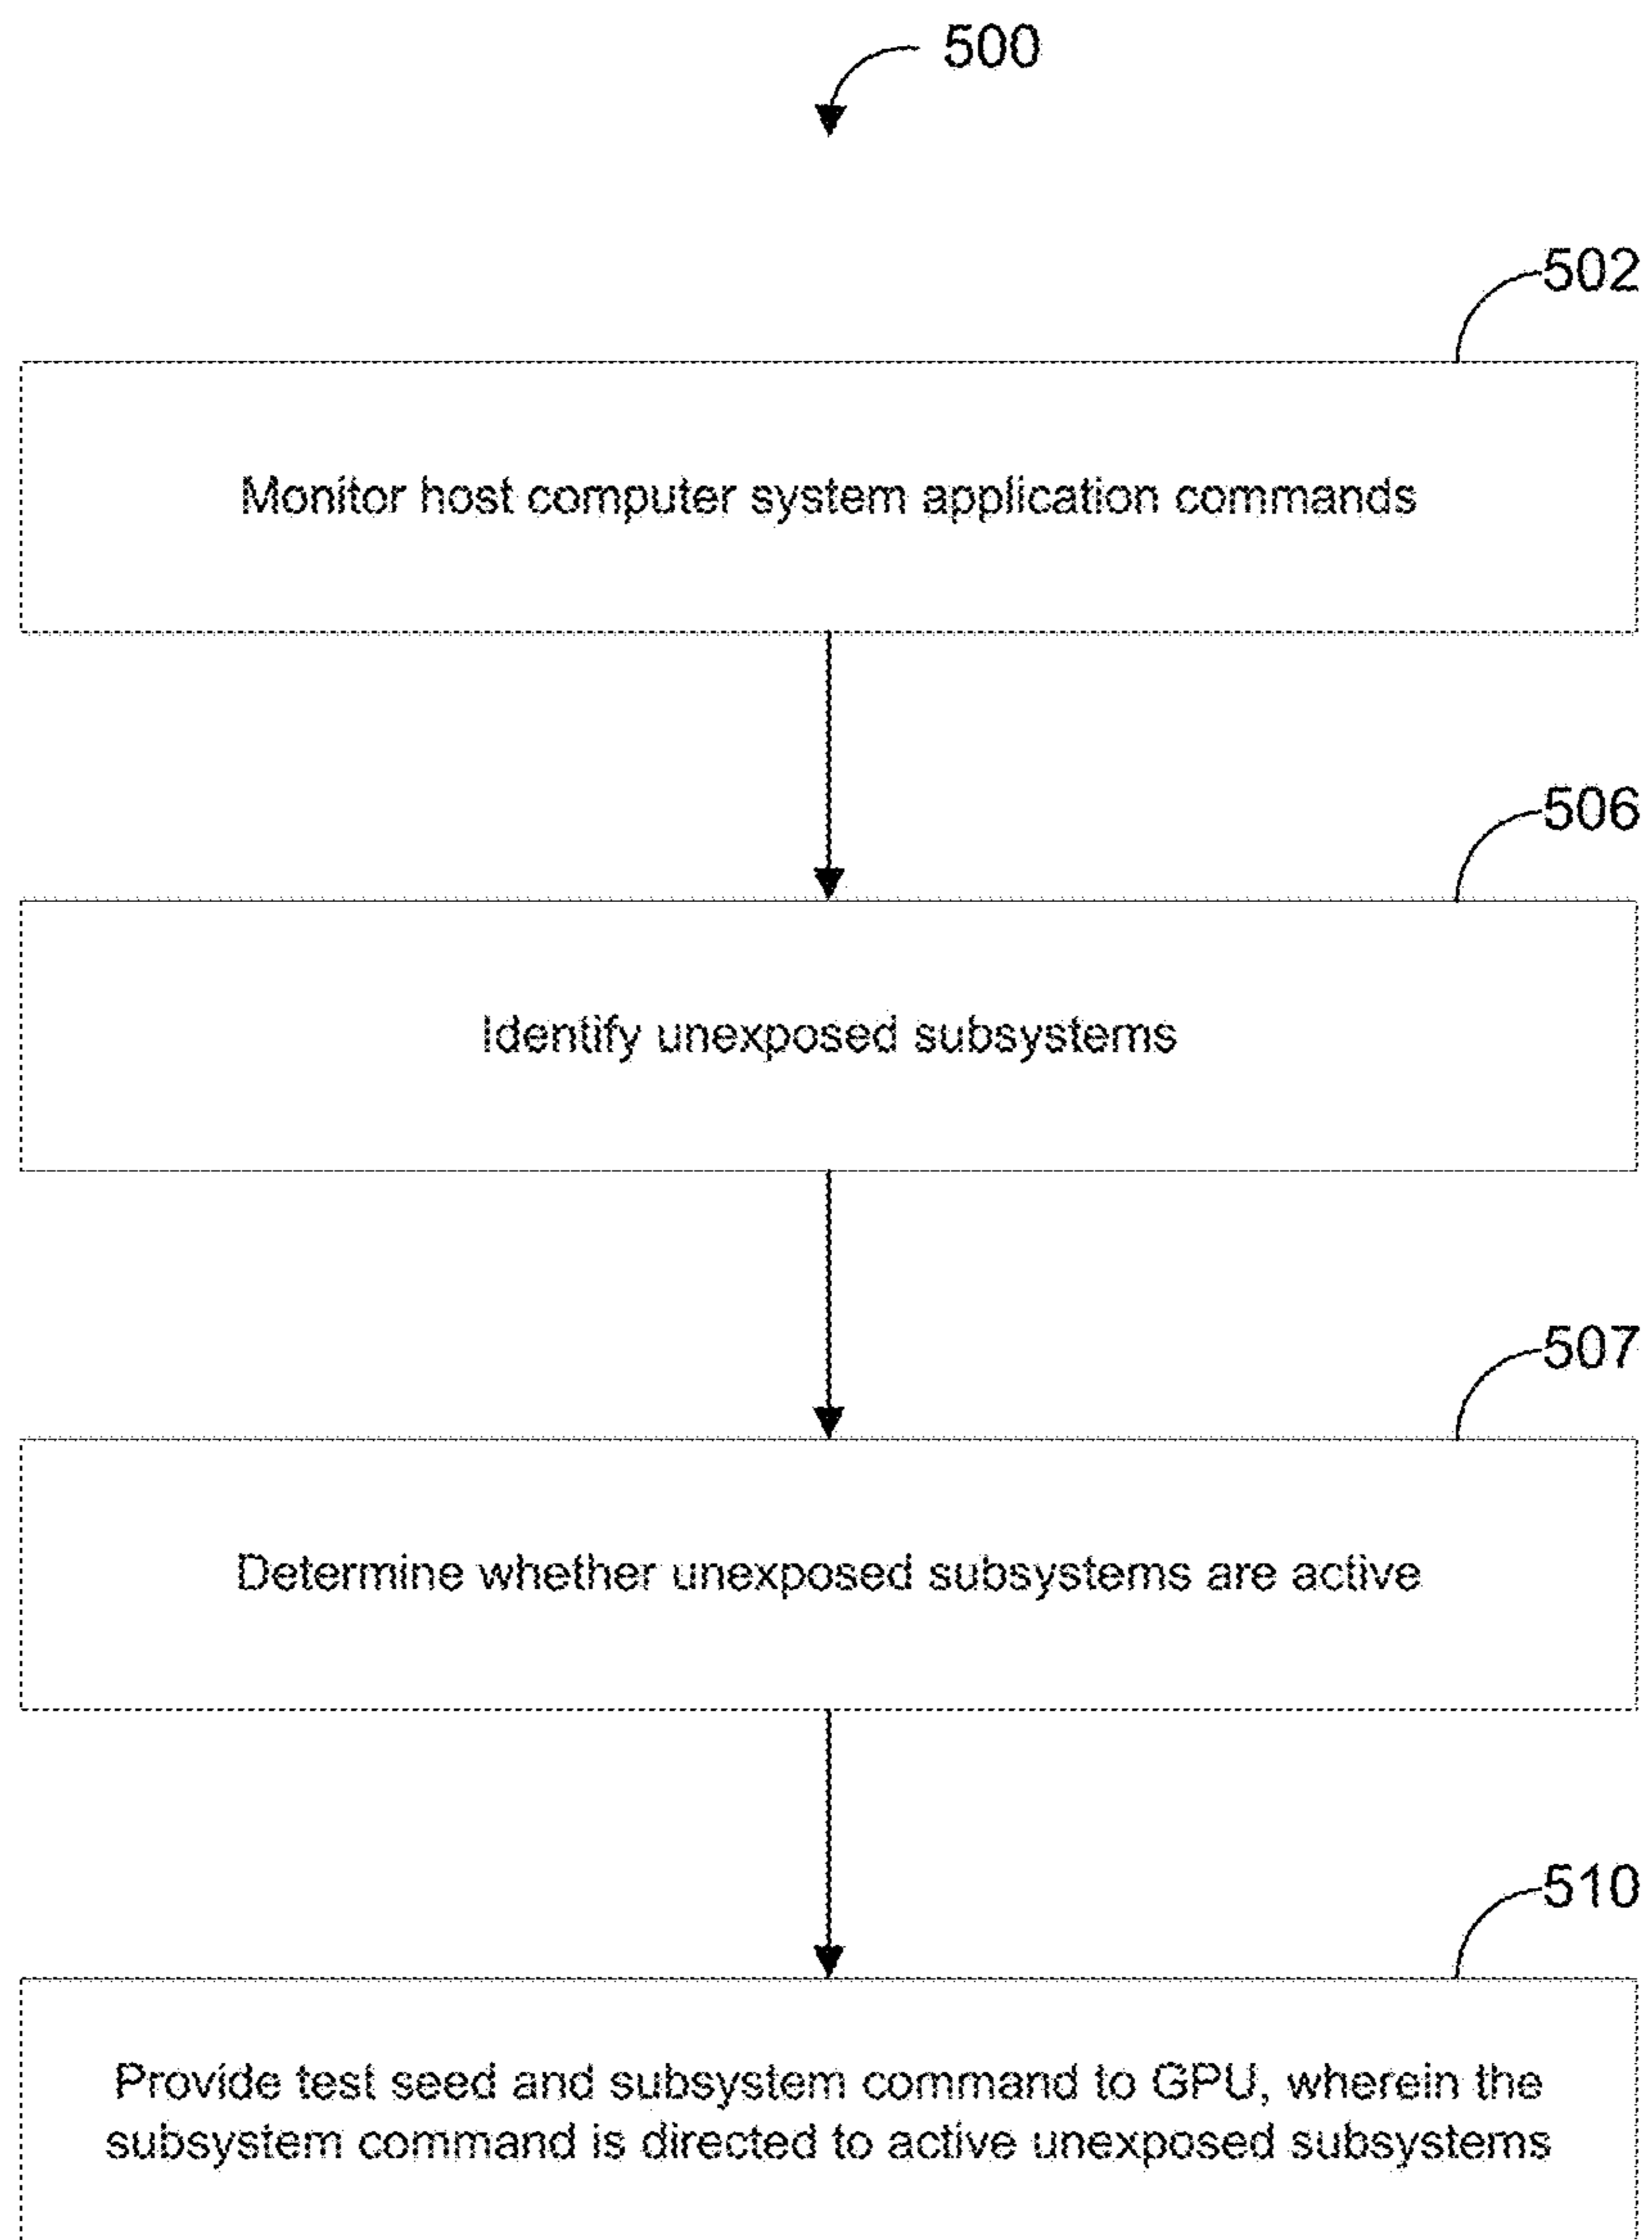 500
502
Monitor host computer system application commands
506
Identify unexposed subsystems
507
Determine whether unexposed subsystems are active
510
Provide test seed and subsystem command to GPU, wherein the
subsystem command is directed to active unexposed subsystems